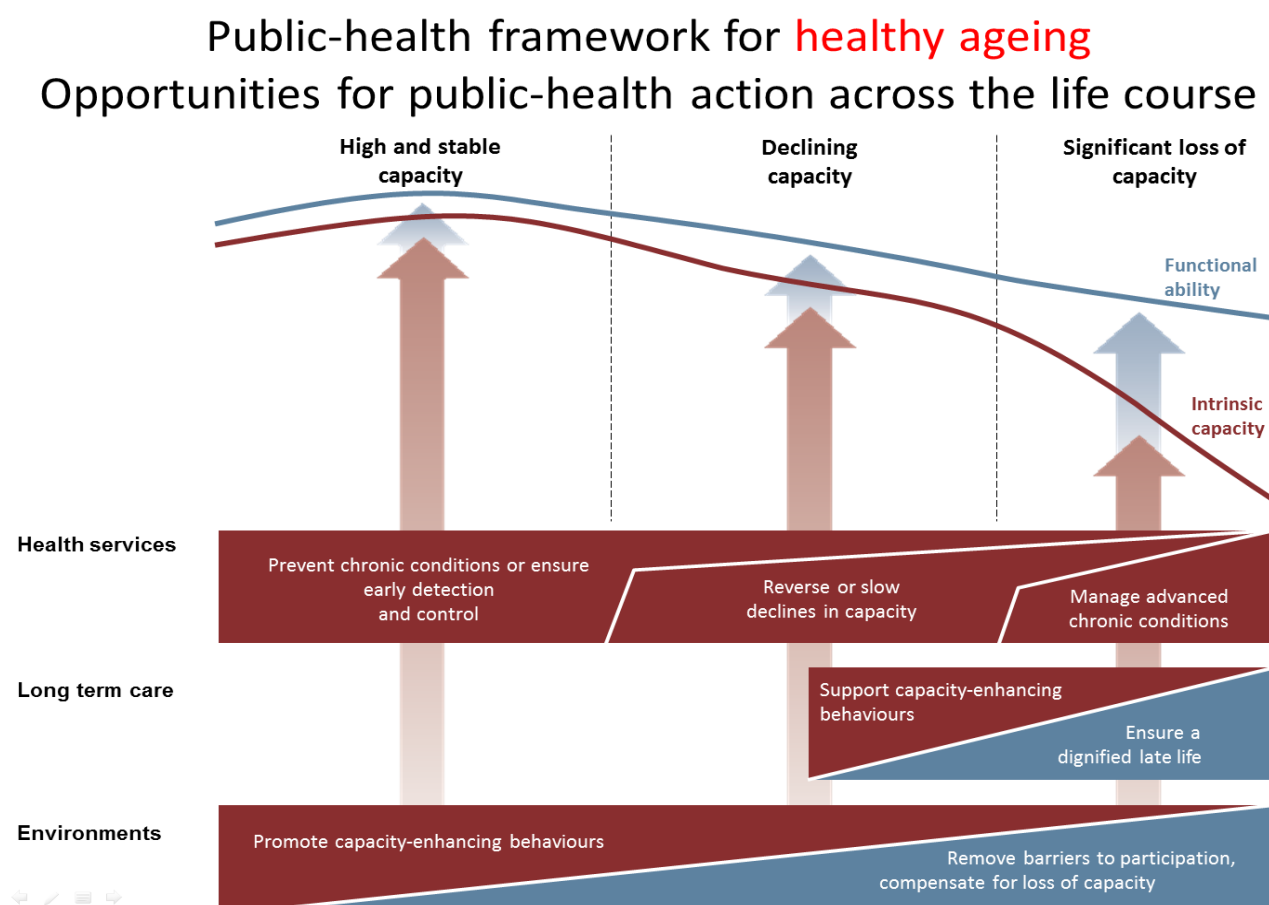 Public-health framework for healthy ageing
Opportunities for public-health action across the life course
High and stable
capacity
Declining
capacity
Significant loss of
capacity
Functional
ability
Intrinsic
capacity
Health services
Prevent chronic conditions or ensure
early detection
and control
Reverse or slow
declines in capacity
Manage advanced
chronic conditions
Long term care
Support capacity-enhancing
behaviours
Ensure a
dignified late life
Environments
Promote capacity-enhancing behaviours
Remove barriers to participation,
compensate for loss of capacity